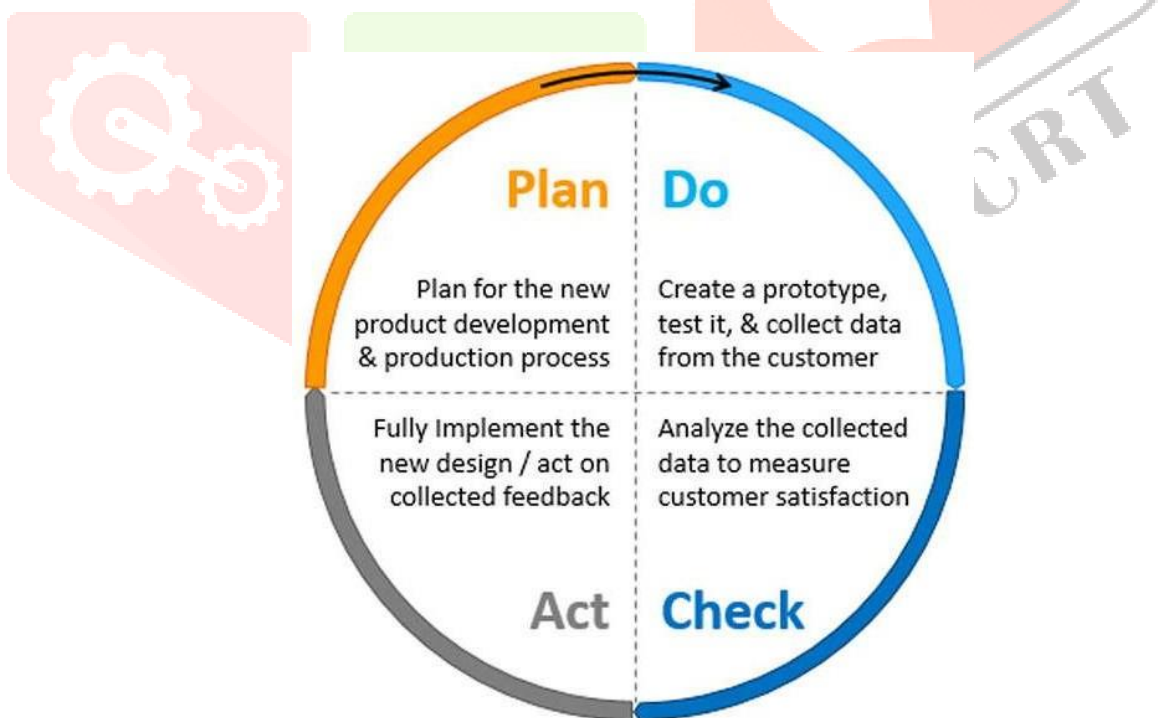 CRT
Plan
Do
Plan for the new
product development
& production process
Create a prototype,
test it, & collect data
from the customer
Fully Implement the
new design / act on
collected feedback
Analyze the collected
data to measure
customer satisfaction
Act
Check